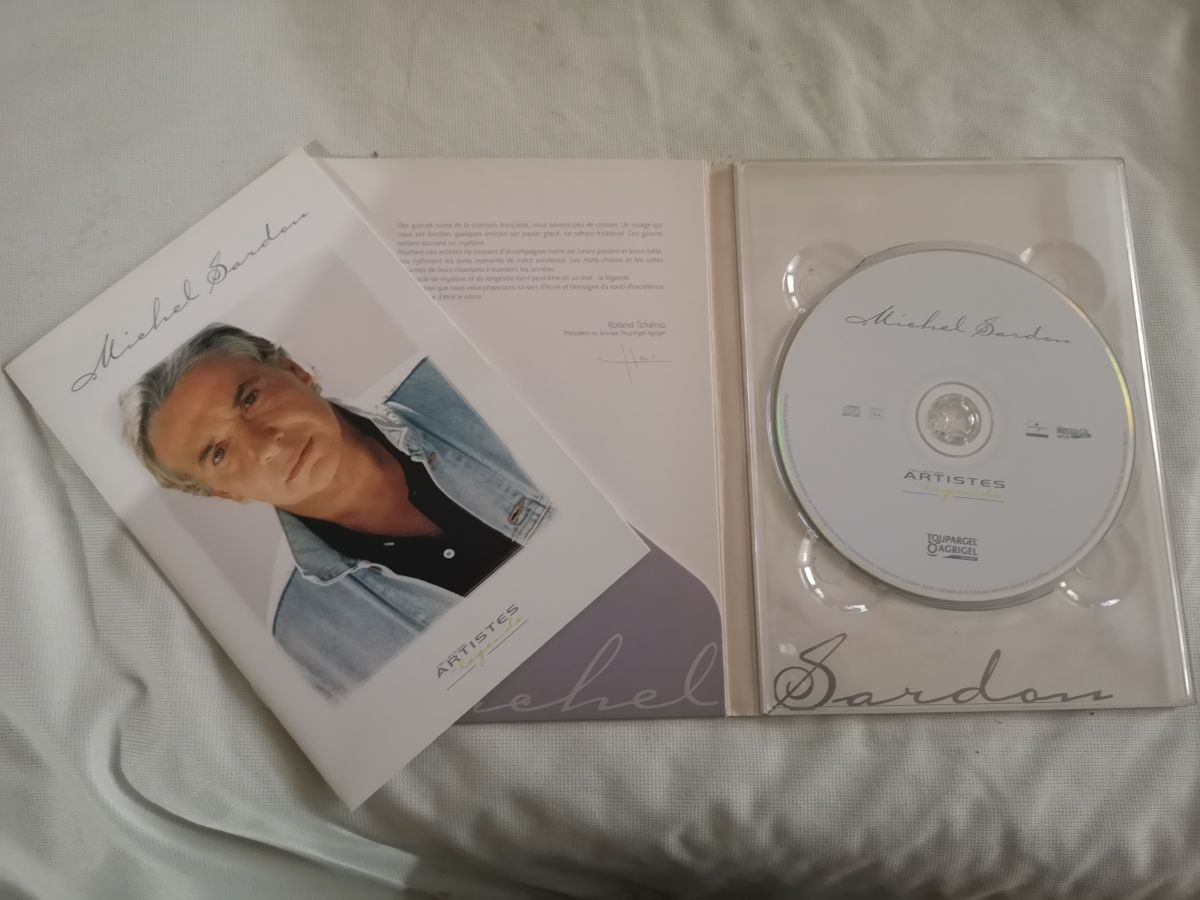 Michel Sardou
ARTISTES
Légende
Des grands noms de la chanson française, nous savons peu de choses. Un visage qui
nous est familier, quelques articles sur papier glacé, un refrain fredonné. Ces géants
restent souvent un mystère.
Pourtant ces artistes ne cessent d'accompagner notre vie. Leurs paroles et leurs mélo-
rythment les bons moments de notre existence. Les mots choisis et les notes
de leurs chansons traversent les années.
de mystère et de longévité tient peut-être en un mot : la légende.
que nous vous proposons lui sert d'écrin et témoigne du souci d'excellence
d'être le nôtre.
Roland Tchénio
Président du Groupe Toupargel-Agrigel
ichel
Michel Sardou
NOSTALGIE
ARTISTES
Légende
TOUPARGEL
& AGRIGEL
Sardou